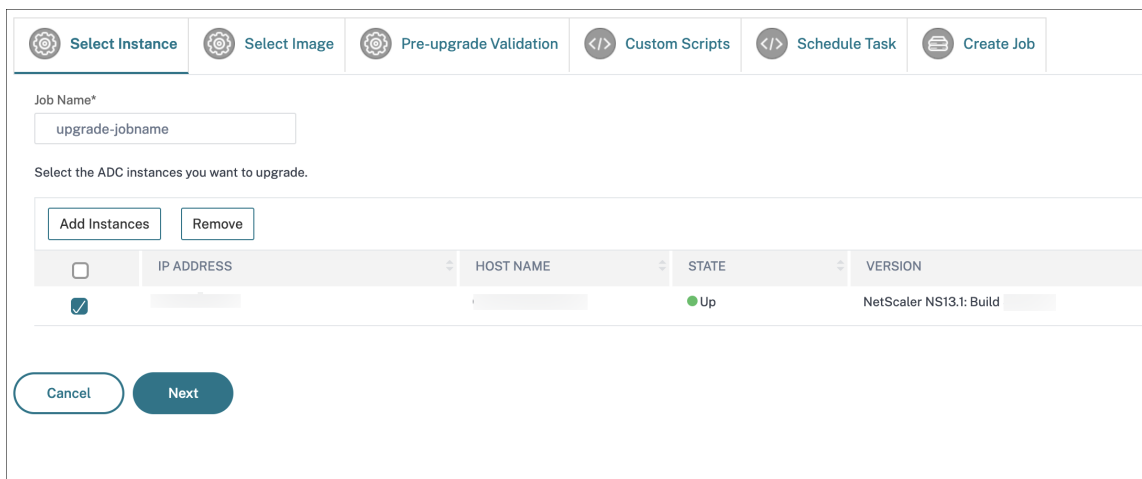 Select Instance Select Image Pre-upgrade Validation Custom Scripts Schedule Task Create Job
Job Name*
upgrade-jobname
Select the ADC instances you want to upgrade.
Add Instances Remove
IP ADDRESS HOST NAME STATE VERSION
Up NetScaler NS13.1: Build
Cancel Next